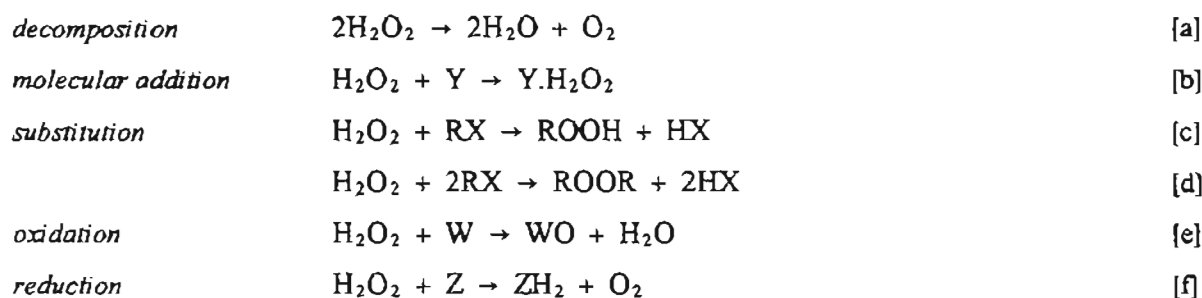 decomposition 2H₂O₂ → 2H₂O + O₂ [a]
molecular addition H₂O₂ + Y → Y.H₂O₂ [b]
substitution H₂O₂ + RX → ROOH + HX [c]
H₂O₂ + 2RX → ROOR + 2HX [d]
oxidation H₂O₂ + W → WO + H₂O [e]
reduction H₂O₂ + Z → ZH₂ + O₂ [f]